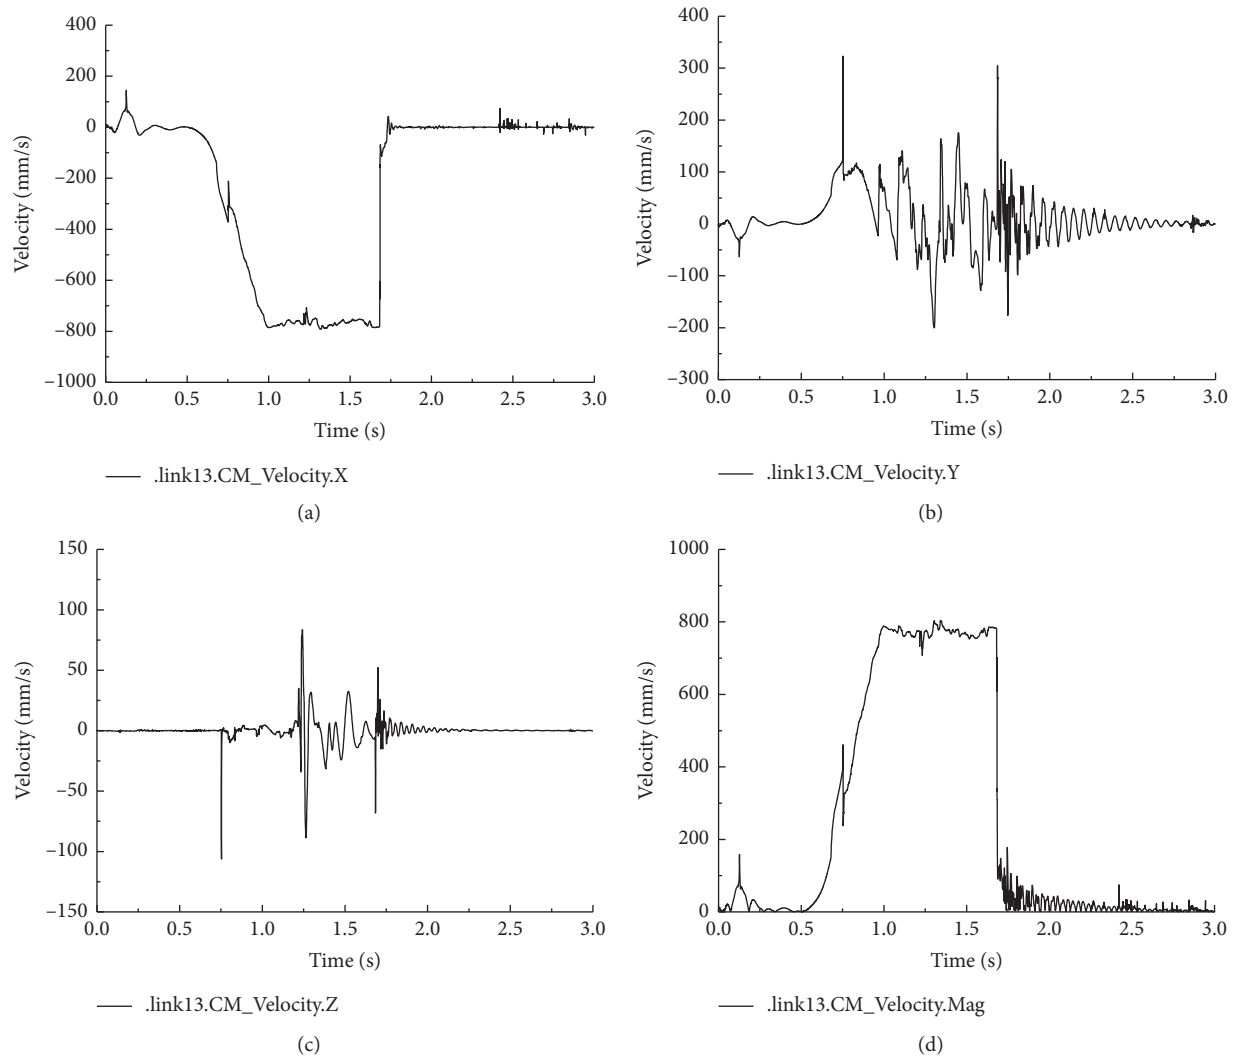 400
200
0
−200
−400
−600
−800
−1000
Velocity (mm/s)
0.0 0.5 1.0 1.5 2.0 2.5 3.0
Time (s)
.link13.CM_Velocity.X
(a)
400
300
200
100
0
−100
−200
−300
Velocity (mm/s)
0.0 0.5 1.0 1.5 2.0 2.5 3.0
Time (s)
.link13.CM_Velocity.Y
(b)
150
100
50
0
−50
−100
−150
Velocity (mm/s)
0.0 0.5 1.0 1.5 2.0 2.5 3.0
Time (s)
.link13.CM_Velocity.Z
(c)
1000
800
600
400
200
0
Velocity (mm/s)
0.0 0.5 1.0 1.5 2.0 2.5 3.0
Time (s)
.link13.CM_Velocity.Mag
(d)